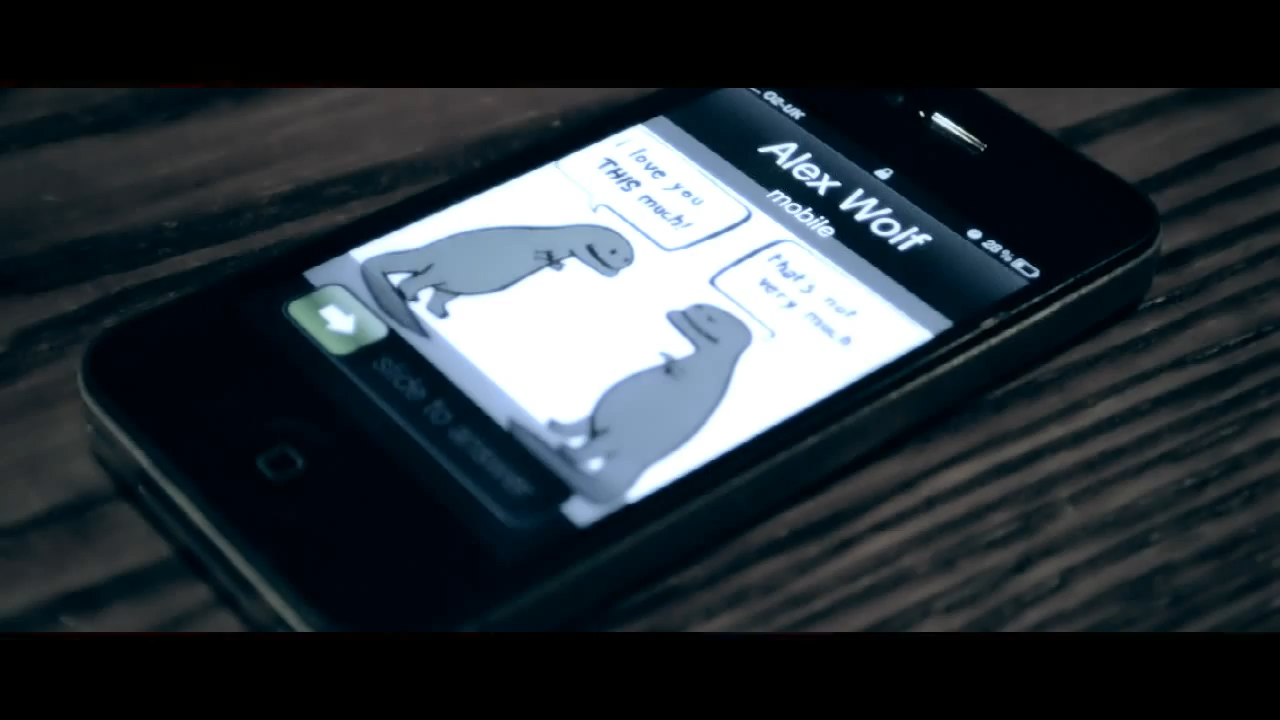 O2-UK
28%
Alex Wolf
mobile
I love you
THIS much!
that's not
very much
slide to answer